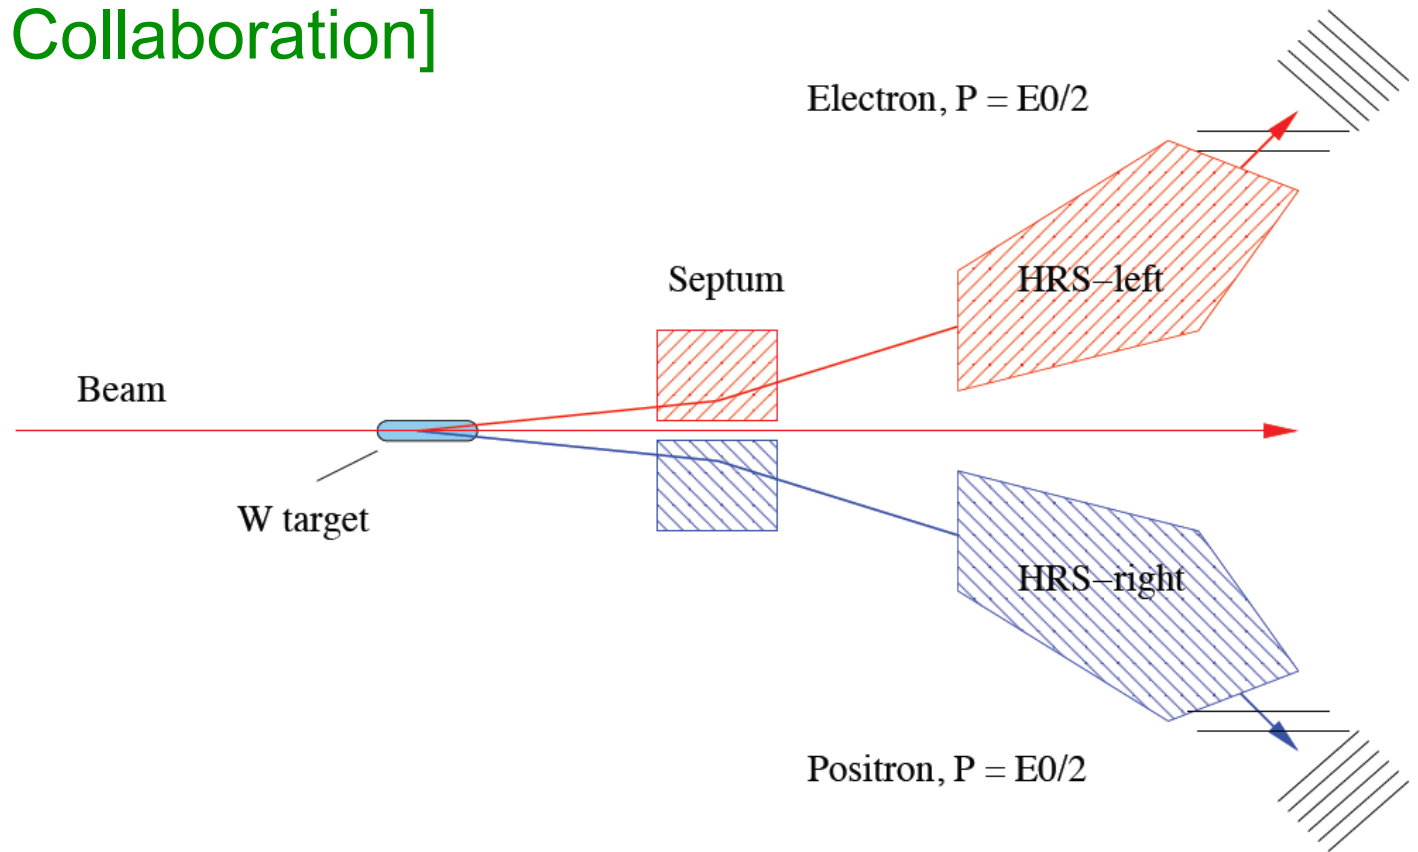 Collaboration]
Electron, P = E0/2
Septum
HRS–left
Beam
W target
HRS–right
Positron, P = E0/2